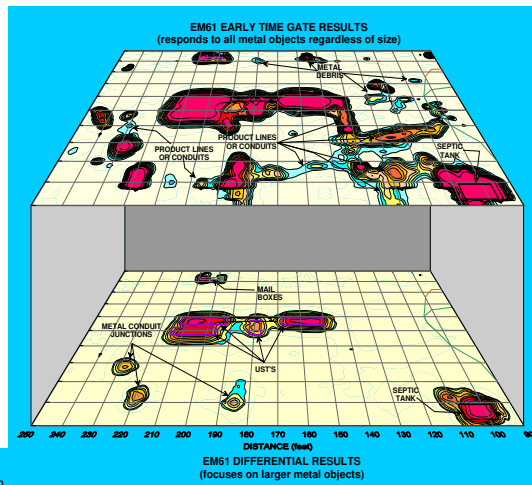 EM61 EARLY TIME GATE RESULTS
(responds to all metal objects regardless of size)
METAL
DEBRIS
PRODUCT LINES
OR CONDUITS
PRODUCT LINES
OR CONDUITS
SEPTIC
TANK
MAIL
BOXES
METAL CONDUIT
JUNCTIONS
UST'S
SEPTIC
TANK
260 240 220 200 190 180 170 160 150 140 130 120 110 100 90
DISTANCE (feet)
EM61 DIFFERENTIAL RESULTS
(focuses on larger metal objects)